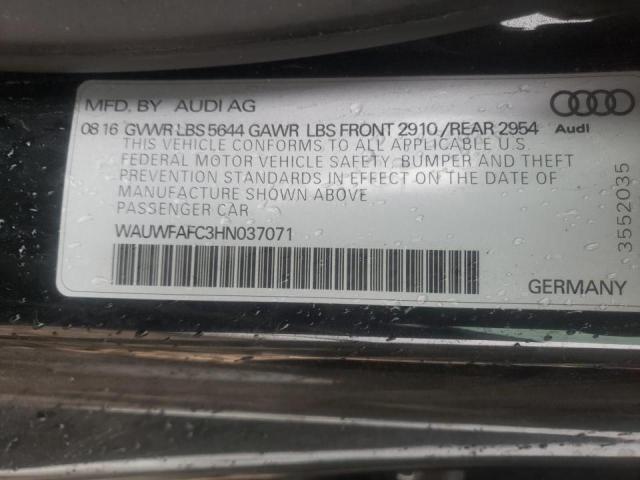 MFD. BY AUDI AG
08 16 GVWR LBS 5644 GAWR LBS FRONT 2910 /REAR 2954
THIS VEHICLE CONFORMS TO ALL APPLICABLE U.S.
FEDERAL MOTOR VEHICLE SAFETY, BUMPER AND THEFT
PREVENTION STANDARDS IN EFFECT ON THE DATE OF
MANUFACTURE SHOWN ABOVE
PASSENGER CAR
WAUWFAFC3HN037071
Audi
3552035
GERMANY